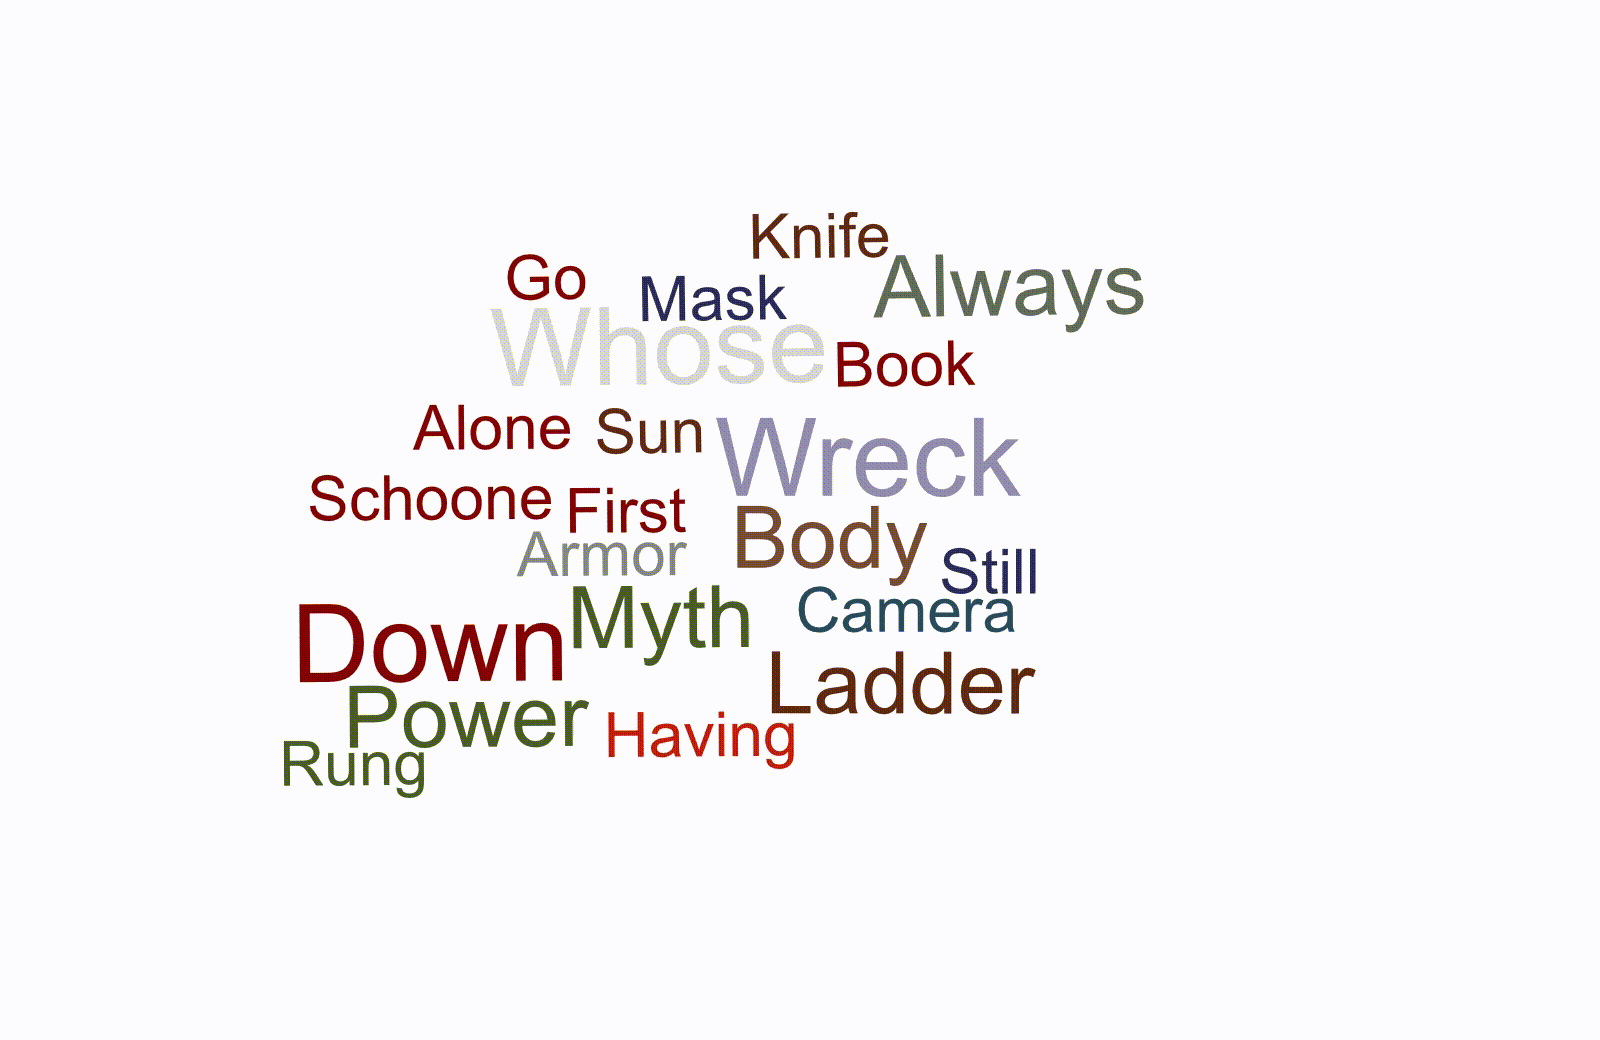 Knife
Go
Mask
Always
Whose
Book
Alone
Sun
Wreck
Schoone
First
Body
Armor
Still
Myth
Camera
Down
Ladder
Power
Having
Rung